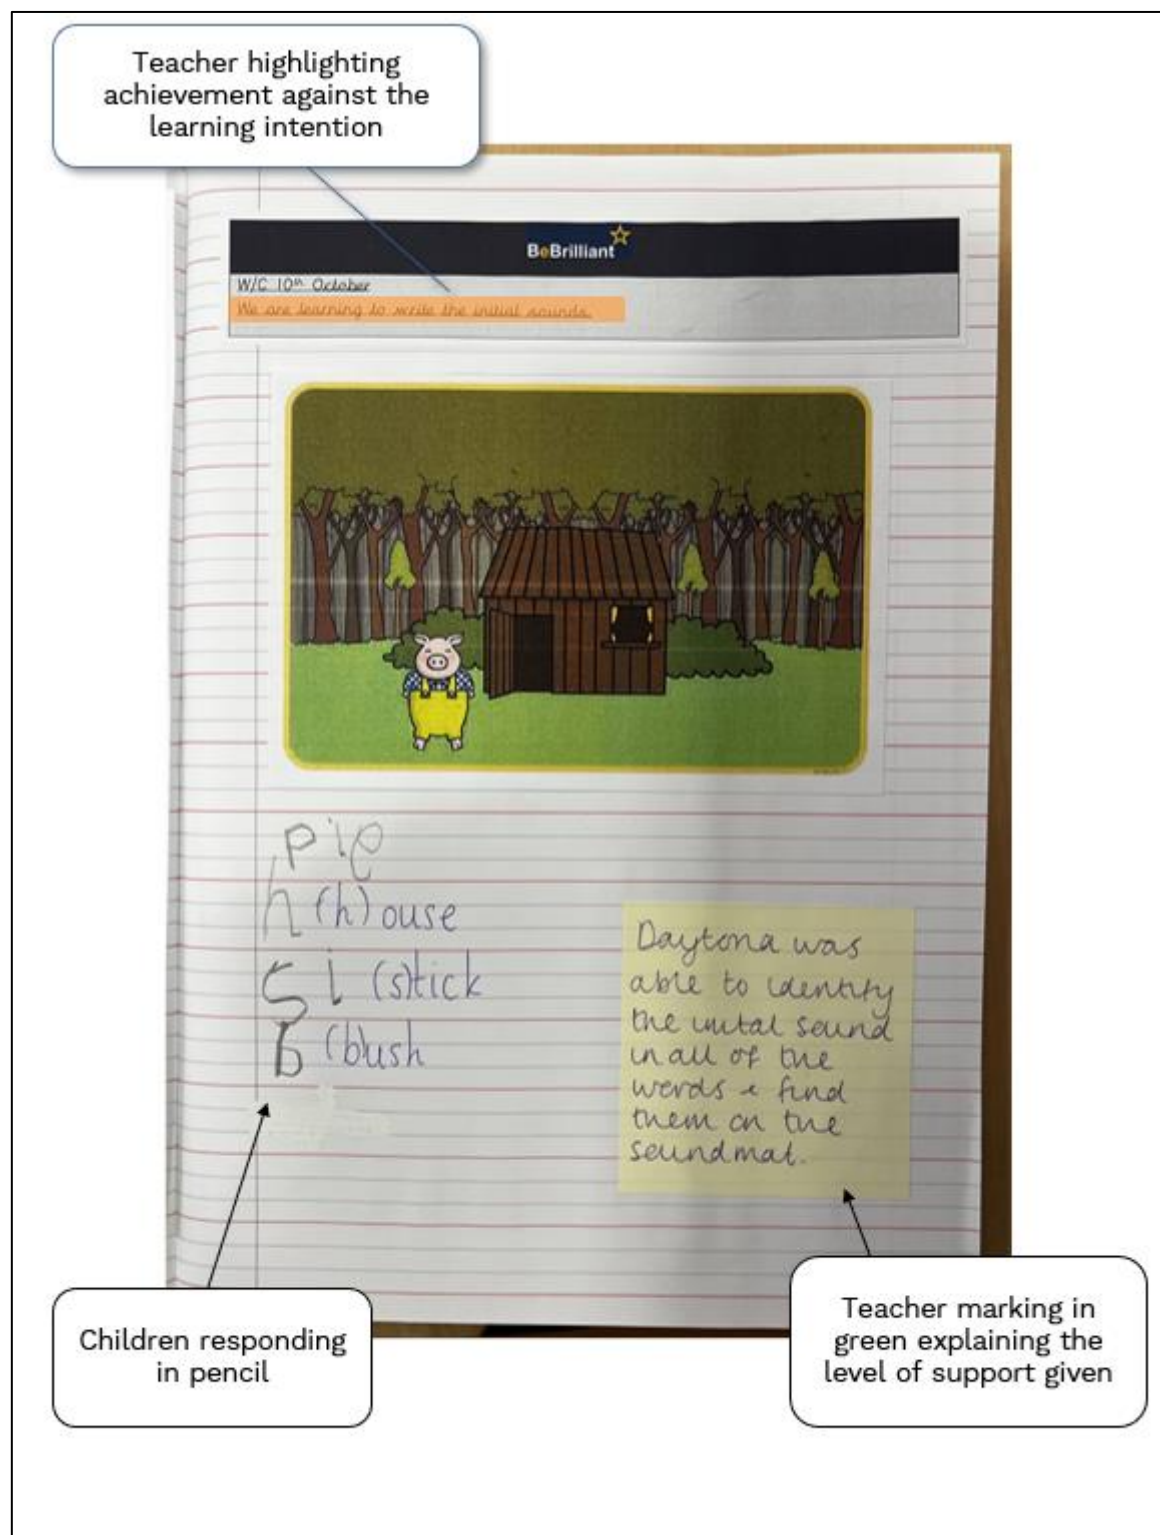 Teacher highlighting
achievement against the
learning intention
BeBrilliant
W/C 10th October
We are learning to write the initial sounds.
pig
h (h) ouse
s i (s)tick
b (b)ush
Daytona was
able to identify
the inital sound
in all of the
words & find
them on the
soundmat.
Children responding
in pencil
Teacher marking in
green explaining the
level of support given